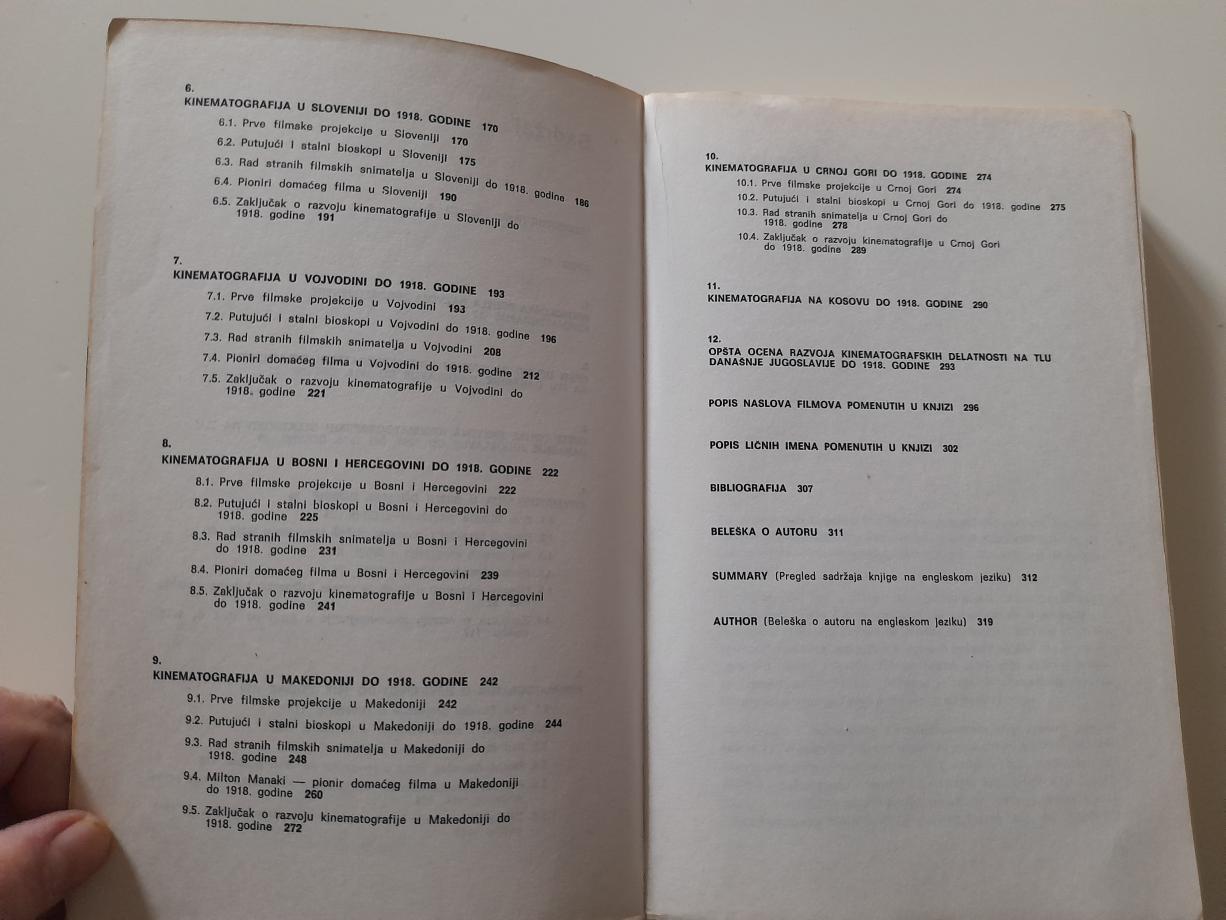 6.
KINEMATOGRAFIJA U SLOVENIJI DO 1918. GODINE 170
6.1. Prve filmske projekcije u Sloveniji 170
6.2. Putujući i stalni bioskopi u Sloveniji 175
6.3. Rad stranih filmskih snimatelja u Sloveniji do 1918. godine 186
6.4. Pioniri domaćeg filma u Sloveniji 190
6.5. Zaključak o razvoju kinematografije u Sloveniji do
1918. godine 191
7.
KINEMATOGRAFIJA U VOJVODINI DO 1918. GODINE 193
7.1. Prve filmske projekcije u Vojvodini 193
7.2. Putujući i stalni bioskopi u Vojvodini do 1918. godine 196
7.3. Rad stranih filmskih snimatelja u Vojvodini 208
7.4. Pioniri domaćeg filma u Vojvodini do 1918. godine 212
7.5. Zaključak o razvoju kinematografije u Vojvodini do
1918. godine 221
8.
KINEMATOGRAFIJA U BOSNI I HERCEGOVINI DO 1918. GODINE 222
8.1. Prve filmske projekcije u Bosni i Hercegovini 222
8.2. Putujući i stalni bioskopi u Bosni i Hercegovini do
1918. godine 225
8.3. Rad stranih filmskih snimatelja u Bosni i Hercegovini
do 1918. godine 231
8.4. Pioniri domaćeg filma u Bosni i Hercegovini 239
8.5. Zaključak o razvoju kinematografije u Bosni i Hercegovini
do 1918. godine 241
9.
KINEMATOGRAFIJA U MAKEDONIJI DO 1918. GODINE 242
9.1. Prve filmske projekcije u Makedoniji 242
9.2. Putujući i stalni bioskopi u Makedoniji do 1918. godine 244
9.3. Rad stranih filmskih snimatelja u Makedoniji do
1918. godine 248
9.4. Milton Manaki — pionir domaćeg filma u Makedoniji
do 1918. godine 260
9.5. Zaključak o razvoju kinematografije u Makedoniji do
1918. godine 272
10.
KINEMATOGRAFIJA U CRNOJ GORI DO 1918. GODINE 274
10.1. Prve filmske projekcije u Crnoj Gori 274
10.2. Putujući i stalni bioskopi u Crnoj Gori do 1918. godine 275
10.3. Rad stranih snimatelja u Crnoj Gori do
1918. godine 278
10.4. Zaključak o razvoju kinematografije u Crnoj Gori
do 1918. godine 289
11.
KINEMATOGRAFIJA NA KOSOVU DO 1918. GODINE 290
12.
OPŠTA OCENA RAZVOJA KINEMATOGRAFSKIH DELATNOSTI NA TLU
DANAŠNJE JUGOSLAVIJE DO 1918. GODINE 293
POPIS NASLOVA FILMOVA POMENUTIH U KNJIZI 296
POPIS LIČNIH IMENA POMENUTIH U KNJIZI 302
BIBLIOGRAFIJA 307
BELEŠKA O AUTORU 311
SUMMARY (Pregled sadržaja knjige na engleskom jeziku) 312
AUTHOR (Beleška o autoru na engleskom jeziku) 319